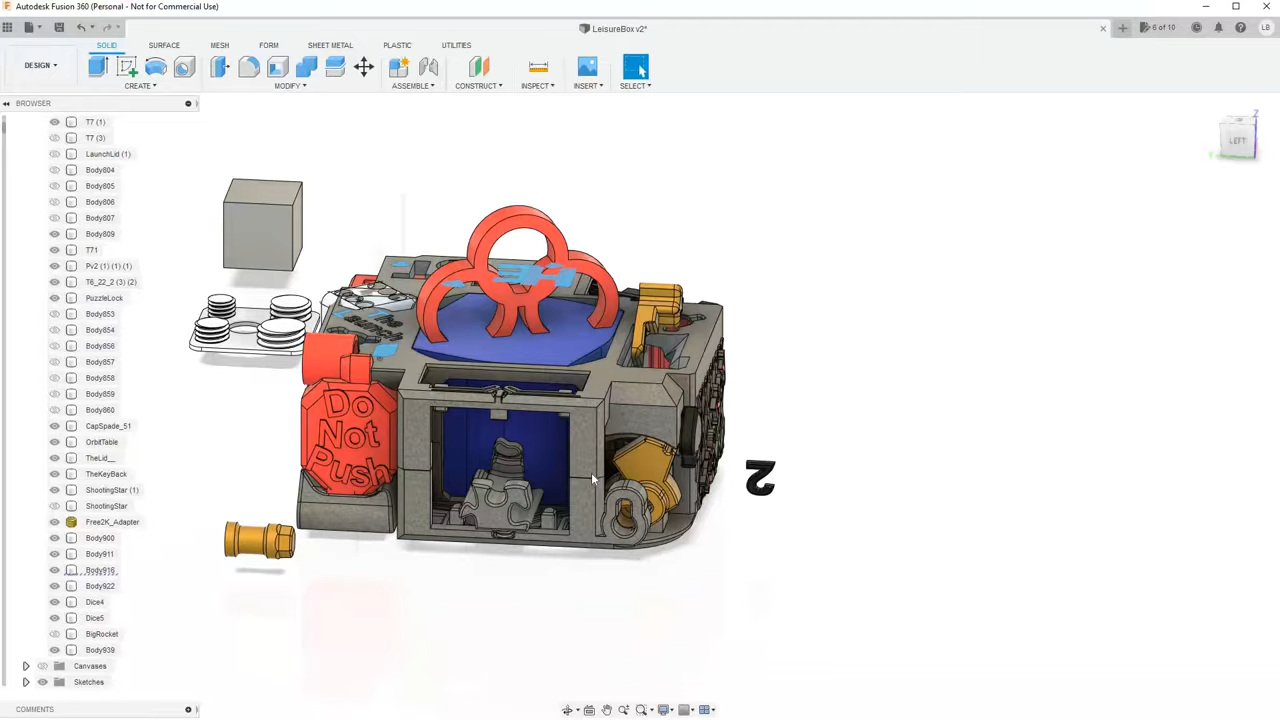 Autodesk Fusion 360 (Personal - Not for Commercial Use)
LeisureBox v2*
6 of 10
LB
SOLID
SURFACE
MESH
FORM
SHEET METAL
PLASTIC
UTILITIES
DESIGN
CREATE
MODIFY
ASSEMBLE
CONSTRUCT
INSPECT
INSERT
SELECT
BROWSER
T7 (1)
T7 (3)
LaunchLid (1)
Body804
Body805
Body806
Body807
Body809
T71
Pv2 (1) (1) (1)
T6_22_2 (3) (2)
PuzzleLock
Body853
Body854
Body856
Body857
Body858
Body859
Body860
CapSpade_51
OrbitTable
TheLid__
TheKeyBack
ShootingStar (1)
ShootingStar
Free2K_Adapter
Body900
Body911
Body916
Body922
Dice4
Dice5
BigRocket
Body939
Canvases
Sketches
COMMENTS
LEFT
Z
The
Do
Not
Push
2